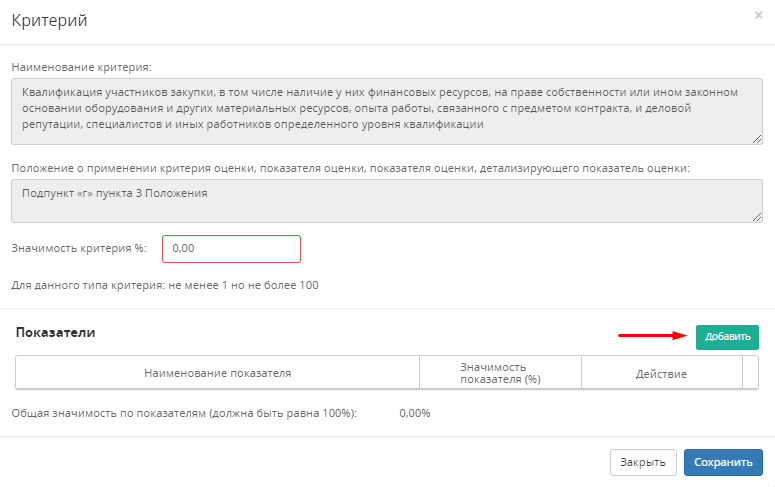 Критерий
×
Наименование критерия:
Квалификация участников закупки, в том числе наличие у них финансовых ресурсов, на праве собственности или ином законном
основании оборудования и других материальных ресурсов, опыта работы, связанного с предметом контракта, и деловой
репутации, специалистов и иных работников определенного уровня квалификации
Положение о применении критерия оценки, показателя оценки, показателя оценки, детализирующего показатель оценки:
Подпункт «г» пункта 3 Положения
Значимость критерия %: 0,00
Для данного типа критерия: не менее 1 но не более 100
Показатели
Добавить
Наименование показателя
Значимость
показателя (%)
Действие
Общая значимость по показателям (должна быть равна 100%): 0,00%
Закрыть
Сохранить